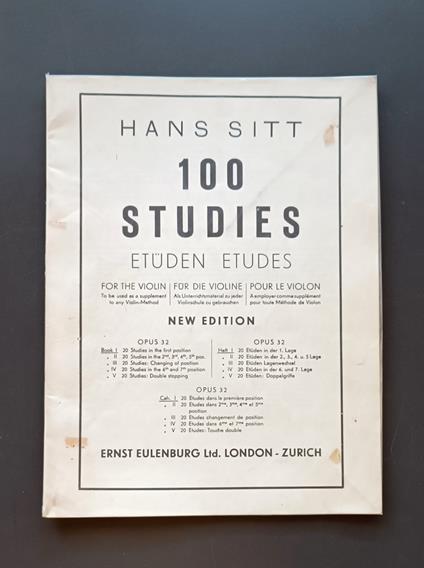 HANS SITT
100
STUDIES
ETÜDEN ETUDES
FOR THE VIOLIN | FÜR DIE VIOLINE | POUR LE VIOLON
To be used as a supplement | Als Unterrichtsmaterial zu jeder | A employer comme supplément
to any Violin-Method | Violinschule zu gebrauchen | pour toute Méthode de Violon
NEW EDITION
OPUS 32
Book I 20 Studies in the first position
„ II 20 Studies in the 2nd, 3rd, 4th, 5th pos.
„ III 20 Studies: Changing of position
„ IV 20 Studies in the 6th and 7th position
„ V 20 Studies: Double stopping
OPUS 32
Heft I 20 Etüden in der 1. Lage
„ II 20 Etüden in der 2., 3., 4. u. 5 Lage
„ III 20 Etüden Lagenwechsel
„ IV 20 Etüden in der 6. und 7. Lage
„ V 20 Etüden: Doppelgriffe
OPUS 32
Cah. I 20 Etudes dans la première position
„ II 20 Etudes dans 2me, 3me, 4me et 5me
position
„ III 20 Etudes changement de position
„ IV 20 Etudes dans 6me et 7me position
„ V 20 Etudes: Touche double
ERNST EULENBURG Ltd. LONDON - ZURICH